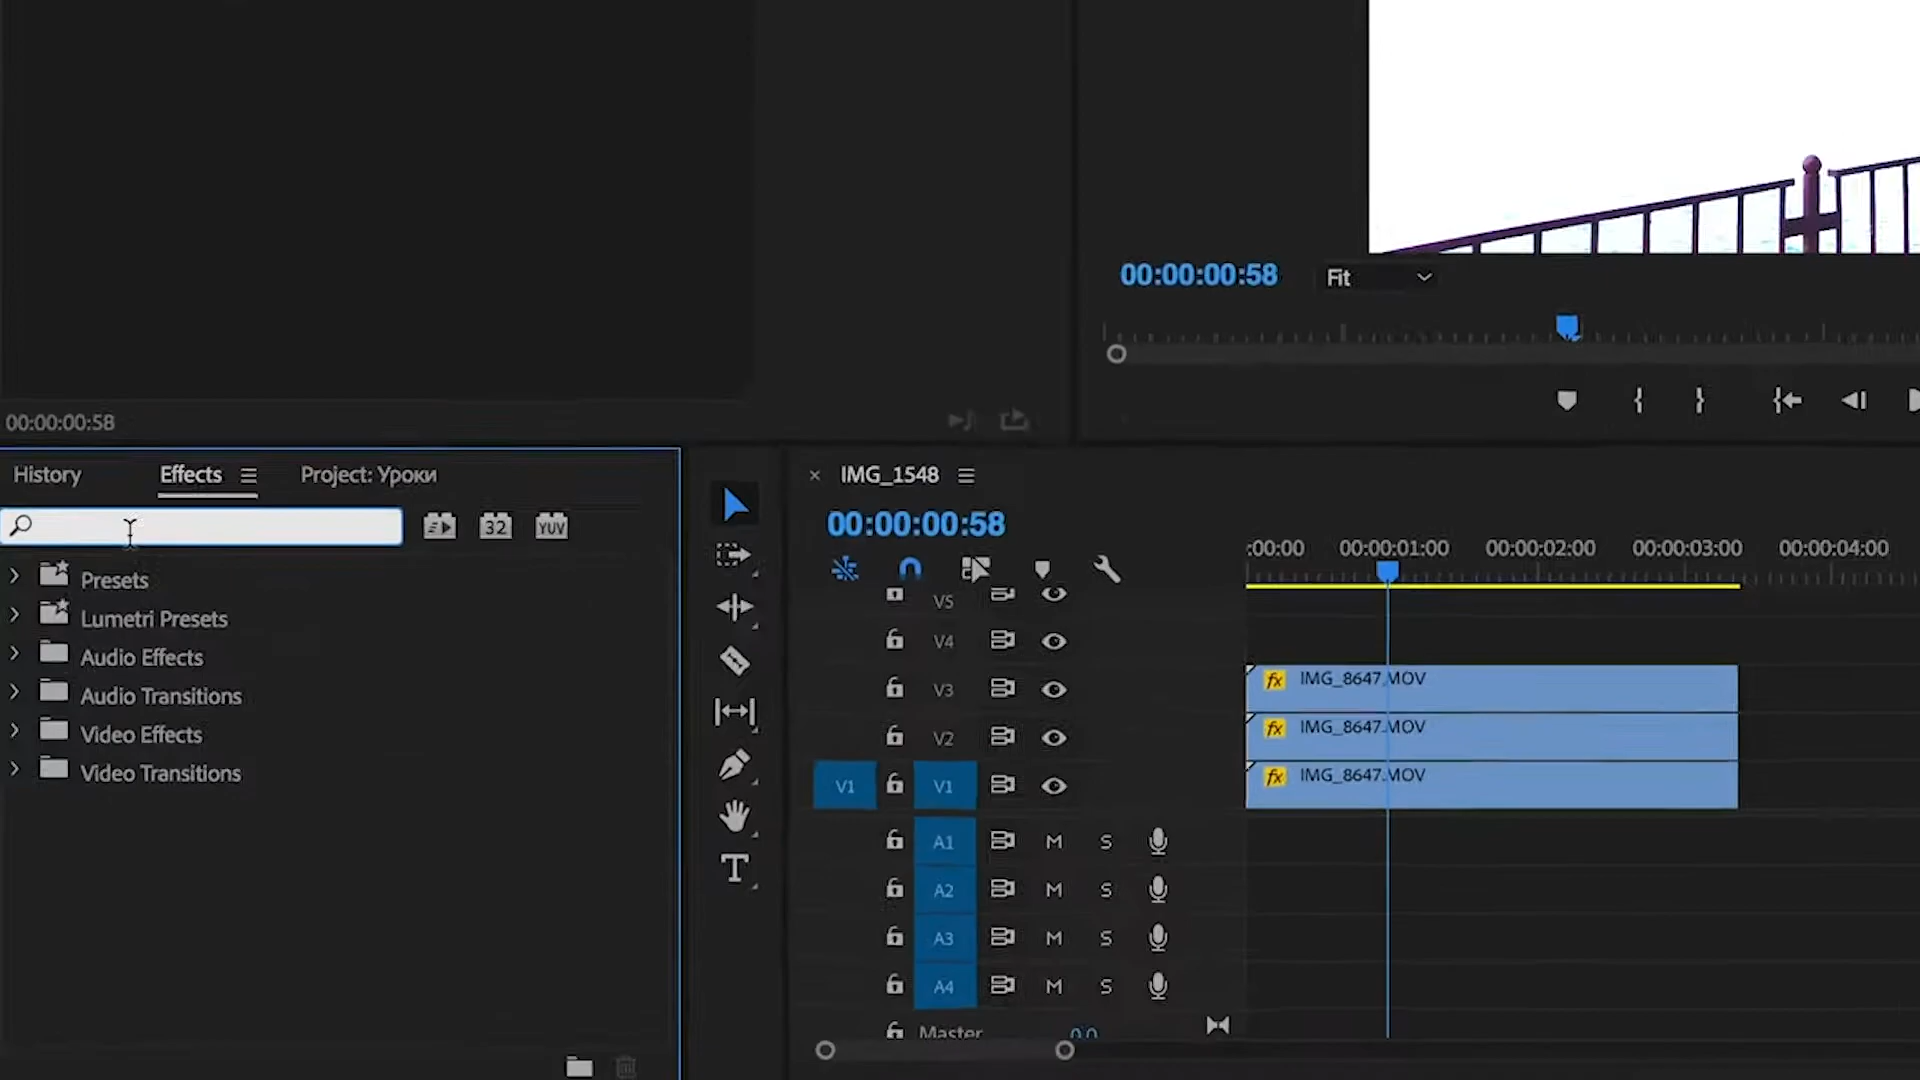 00:00:00:58
Fit
00:00:00:58
History
Effects
Project: Уроки
32
YUV
Presets
Lumetri Presets
Audio Effects
Audio Transitions
Video Effects
Video Transitions
IMG_1548
00:00:00:58
:00:00
00:00:01:00
00:00:02:00
00:00:03:00
00:00:04:00
V5
V4
V3
fx IMG_8647.MOV
V2
fx IMG_8647.MOV
V1
V1
fx IMG_8647.MOV
A1 M S
A2 M S
A3 M S
A4 M S
Master
0,0
T